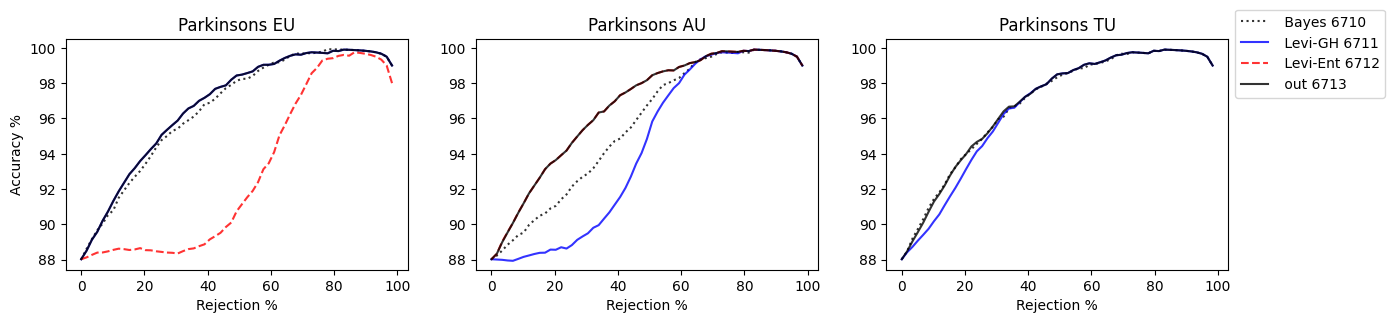 Parkinsons EU
100
98
96
94
92
90
88
Accuracy %
0 20 40 60 80 100
Rejection %
Parkinsons AU
100
98
96
94
92
90
88
0 20 40 60 80 100
Rejection %
Parkinsons TU
100
98
96
94
92
90
88
0 20 40 60 80 100
Rejection %
Bayes 6710
Levi-GH 6711
Levi-Ent 6712
out 6713